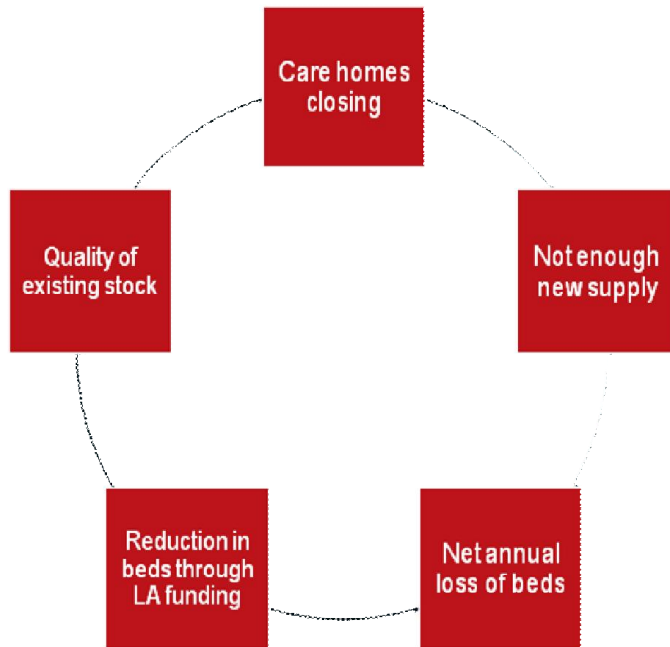 Care homes
closing
Quality of
existing stock
Not enough
new supply
Reduction in
beds through
LA funding
Net annual
loss of beds